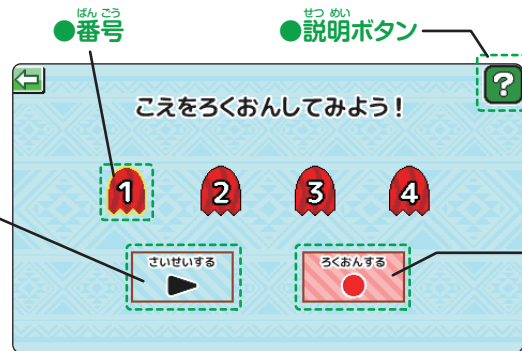 ばん ごう
●番号
せつ めい
●説明ボタン
?
こえをろくおんしてみよう!
1 2 3 4
さいせいする
ろくおんする